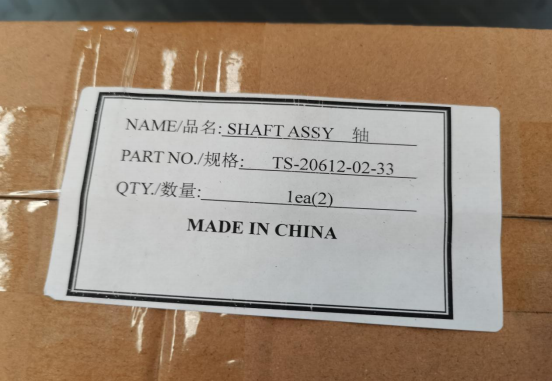 NAME/品名: SHAFT ASSY 轴
PART NO./规格: TS-20612-02-33
QTY./数量: 1ea(2)
MADE IN CHINA